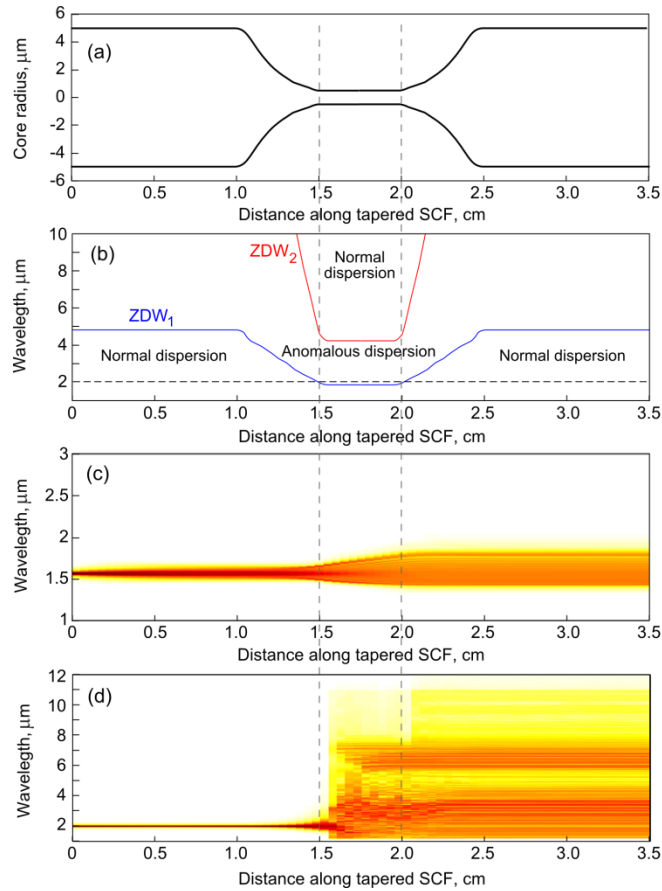 6
4
2
0
-2
-4
-6
Core radius, μm
(a)
0 0.5 1.0 1.5 2.0 2.5 3.0 3.5
Distance along tapered SCF, cm
10
8
6
4
2
Wavelegth, μm
(b)
ZDW2
Normal
dispersion
ZDW1
Normal dispersion
Anomalous dispersion
Normal dispersion
0 0.5 1.0 1.5 2.0 2.5 3.0 3.5
Distance along tapered SCF, cm
3
2.5
2
1.5
1
Wavelegth, μm
(c)
0 0.5 1.0 1.5 2.0 2.5 3.0 3.5
Distance along tapered SCF, cm
12
10
8
6
4
2
Wavelegth, μm
(d)
0 0.5 1.0 1.5 2.0 2.5 3.0 3.5
Distance along tapered SCF, cm